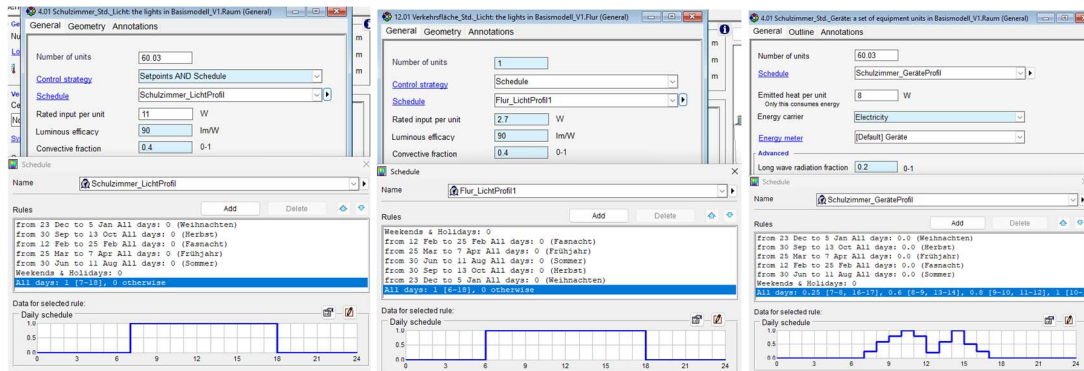 4.01 Schulzimmer_Std._Licht: the lights in Basismodell_V1.Raum (General)
General Geometry Annotations
Number of units 60.03
Control strategy Setpoints AND Schedule
Schedule Schulzimmer_LichtProfil
Rated input per unit 11 W
Luminous efficacy 90 lm/W
Convective fraction 0.4 0-1
Schedule
Name Schulzimmer_LichtProfil
Rules Add Delete
from 23 Dec to 5 Jan All days: 0 (Weihnachten)
from 30 Sep to 13 Oct All days: 0 (Herbst)
from 12 Feb to 25 Feb All days: 0 (Fasnacht)
from 25 Mar to 7 Apr All days: 0 (Frühjahr)
from 30 Jun to 11 Aug All days: 0 (Sommer)
Weekends & Holidays: 0
All days: 1 [7-18], 0 otherwise
Data for selected rule:
Daily schedule
1.0
0.5
0.0
0 3 6 9 12 15 18 21 24
12.01 Verkehrsfläche_Std._Licht: the lights in Basismodell_V1.Flur (General)
General Geometry Annotations
Number of units 1
Control strategy Schedule
Schedule Flur_LichtProfil1
Rated input per unit 2.7 W
Luminous efficacy 90 lm/W
Convective fraction 0.4 0-1
Schedule
Name Flur_LichtProfil1
Rules Add Delete
Weekends & Holidays: 0
from 12 Feb to 25 Feb All days: 0 (Fasnacht)
from 25 Mar to 7 Apr All days: 0 (Frühjahr)
from 30 Jun to 11 Aug All days: 0 (Sommer)
from 30 Sep to 13 Oct All days: 0 (Herbst)
from 23 Dec to 5 Jan All days: 0 (Weihnachten)
All days: 1 [6-18], 0 otherwise
Data for selected rule:
Daily schedule
1.0
0.5
0.0
0 3 6 9 12 15 18 21 24
4.01 Schulzimmer_Std._Geräte: a set of equipment units in Basismodell_V1.Raum (General)
General Outline Annotations
Number of units 60.03
Schedule Schulzimmer_GeräteProfil
Emitted heat per unit 8 W
Only this consumes energy
Energy carrier Electricity
Energy meter [Default] Geräte
Advanced
Long wave radiation fraction 0.2 0-1
Schedule
Name Schulzimmer_GeräteProfil
Rules Add Delete
from 23 Dec to 5 Jan All days: 0.0 (Weihnachten)
from 30 Sep to 13 Oct All days: 0.0 (Herbst)
from 25 Mar to 7 Apr All days: 0.0 (Frühjahr)
from 12 Feb to 25 Feb All days: 0.0 (Fasnacht)
from 30 Jun to 11 Aug All days: 0.0 (Sommer)
Weekends & Holidays: 0
All days: 0.25 [7-8, 16-17], 0.6 [8-9, 13-14], 0.8 [9-10, 11-12], 1 [10-
Data for selected rule:
Daily schedule
1.0
0.5
0.0
0 3 6 9 12 15 18 21 24